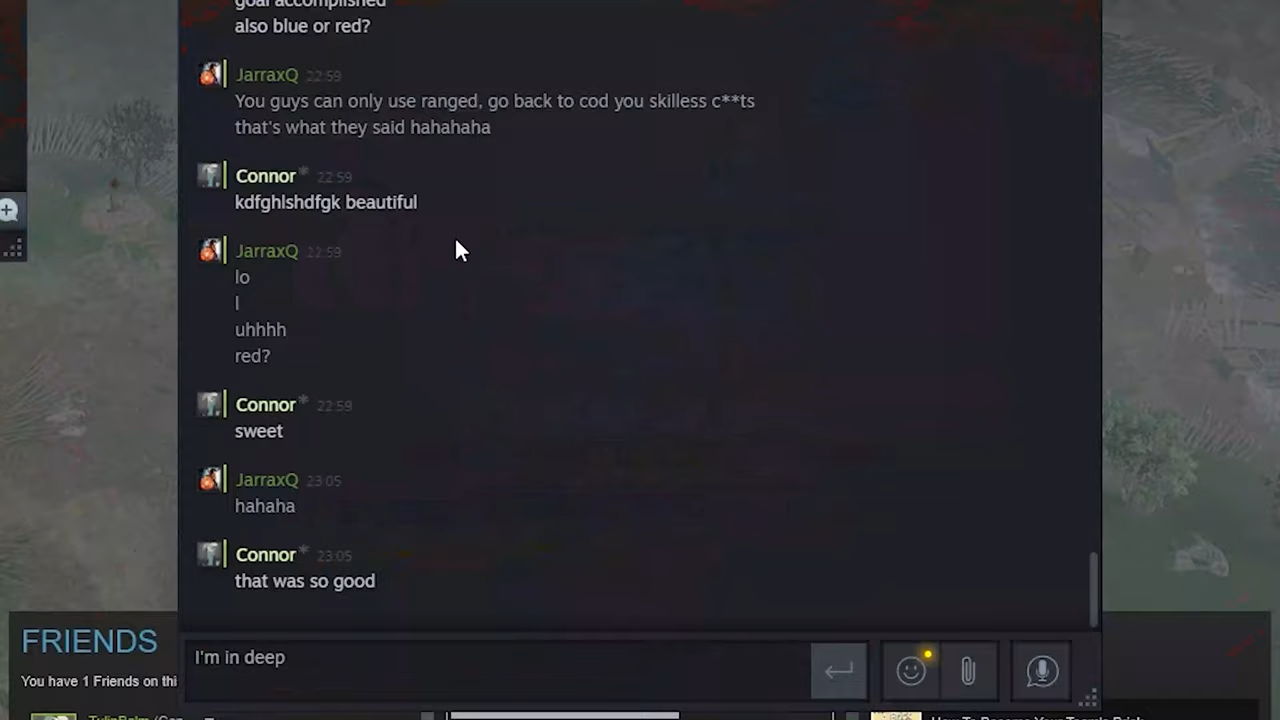 goal accomplished
also blue or red?
JarraxQ 22:59
You guys can only use ranged, go back to cod you skilless c**ts
that's what they said hahahaha
Connor * 22:59
kdfghlshdfgk beautiful
JarraxQ 22:59
lo
l
uhhhh
red?
Connor * 22:59
sweet
JarraxQ 23:05
hahaha
Connor * 23:05
that was so good
I'm in deep
FRIENDS
You have 1 Friends on thi